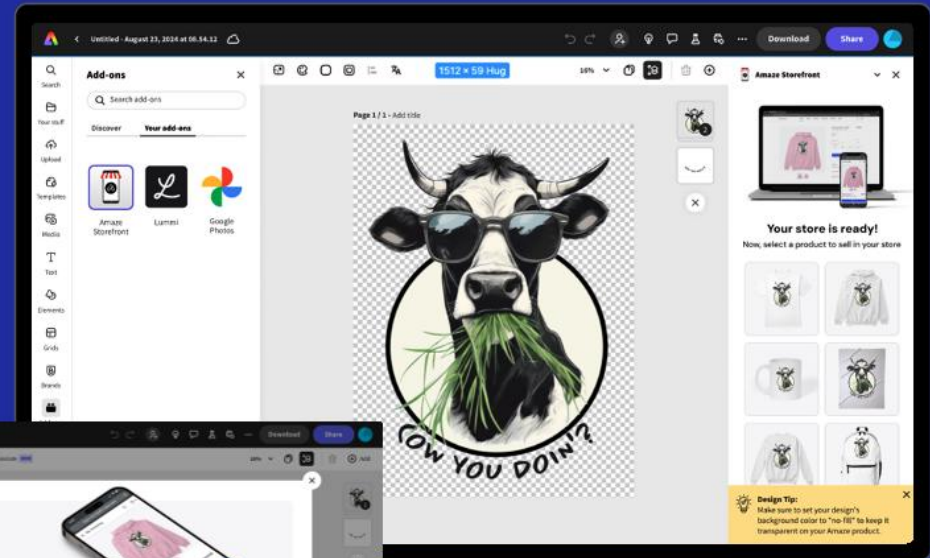 Untitled - August 23, 2024 at 06.54.12
Download
Share
Search
Your stuff
Upload
Templates
Media
Text
Elements
Grids
Brands
Add-ons
Search add-ons
Discover
Your add-ons
Amaze
Storefront
Lumeni
Google
Photos
1512 × 59 Hug
16%
Page 1 / 1 - Add title
COW YOU DOIN'?
2
Amaze Storefront
Your store is ready!
Now, select a product to sell in your store
Design Tip:
Make sure to set your design's
background color to "no-fill" to keep it
transparent on your Amaze product.
Download
Share
Add